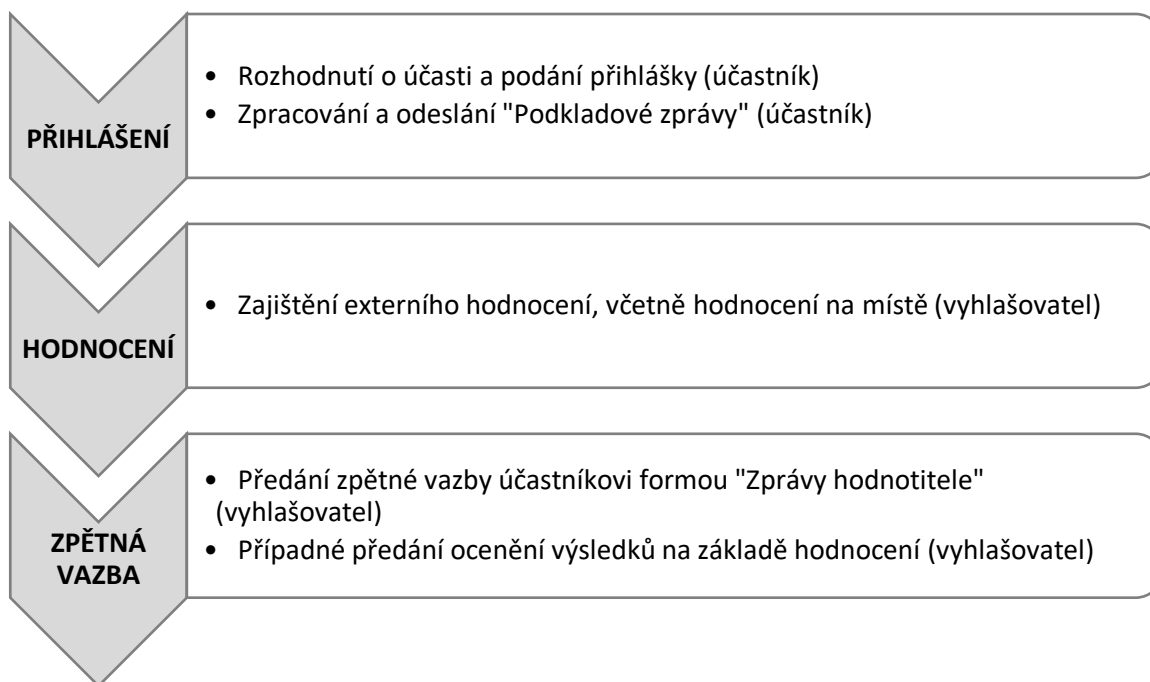 PŘIHLÁŠENÍ
• Rozhodnutí o účasti a podání přihlášky (účastník)
• Zpracování a odeslání "Podkladové zprávy" (účastník)
HODNOCENÍ
• Zajištění externího hodnocení, včetně hodnocení na místě (vyhlašovatel)
ZPĚTNÁ
VAZBA
• Předání zpětné vazby účastníkovi formou "Zprávy hodnotitele"
(vyhlašovatel)
• Případné předání ocenění výsledků na základě hodnocení (vyhlašovatel)